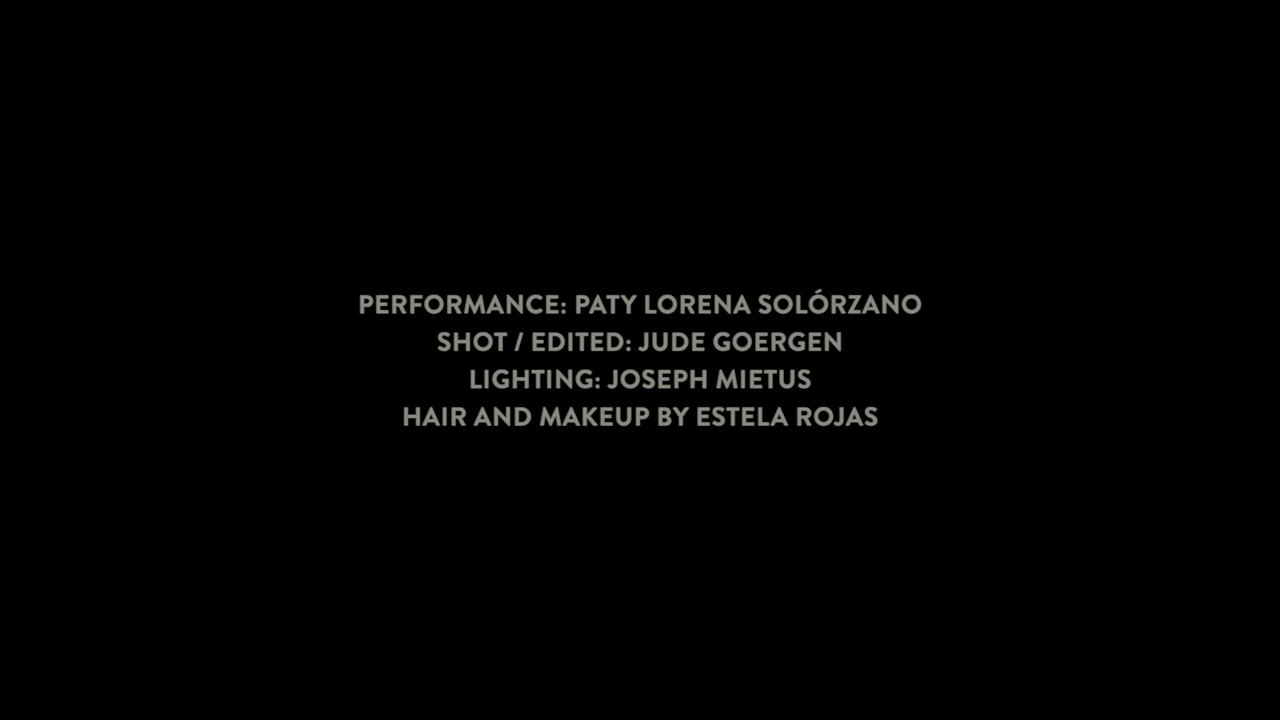 PERFORMANCE: PATY LORENA SOLÓRZANO
SHOT / EDITED: JUDE GOERGEN
LIGHTING: JOSEPH MIETUS
HAIR AND MAKEUP BY ESTELA ROJAS